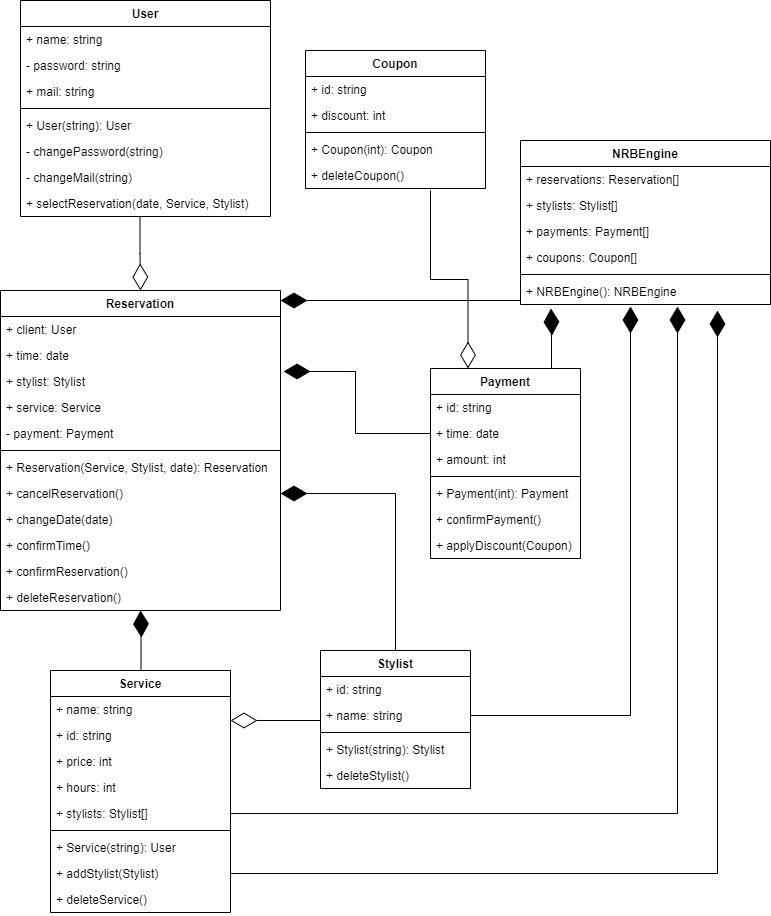 User
+ name: string
- password: string
+ mail: string
+ User(string): User
- changePassword(string)
- changeMail(string)
+ selectReservation(date, Service, Stylist)
Coupon
+ id: string
+ discount: int
+ Coupon(int): Coupon
+ deleteCoupon()
NRBEngine
+ reservations: Reservation[]
+ stylists: Stylist[]
+ payments: Payment[]
+ coupons: Coupon[]
+ NRBEngine(): NRBEngine
Reservation
+ client: User
+ time: date
+ stylist: Stylist
+ service: Service
- payment: Payment
+ Reservation(Service, Stylist, date): Reservation
+ cancelReservation()
+ changeDate(date)
+ confirmTime()
+ confirmReservation()
+ deleteReservation()
Payment
+ id: string
+ time: date
+ amount: int
+ Payment(int): Payment
+ confirmPayment()
+ applyDiscount(Coupon)
Service
+ name: string
+ id: string
+ price: int
+ hours: int
+ stylists: Stylist[]
+ Service(string): User
+ addStylist(Stylist)
+ deleteService()
Stylist
+ id: string
+ name: string
+ Stylist(string): Stylist
+ deleteStylist()